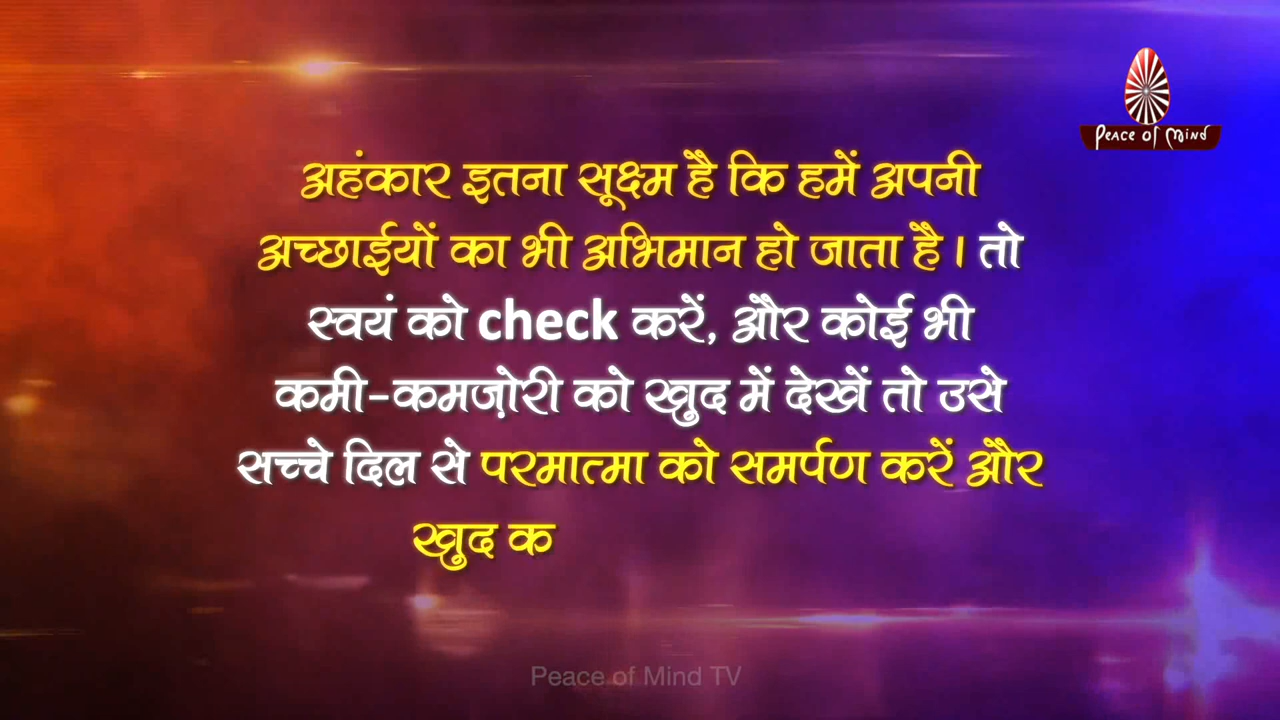 Peace of Mind
अहंकार इतना सूक्ष्म है कि हमें अपनी
अच्छाईयों का भी अभिमान हो जाता है। तो
स्वयं को check करें, और कोई भी
कमी-कमज़ोरी को खुद में देखें तो उसे
सच्चे दिल से परमात्मा को समर्पण करें और
खुद क
Peace of Mind TV